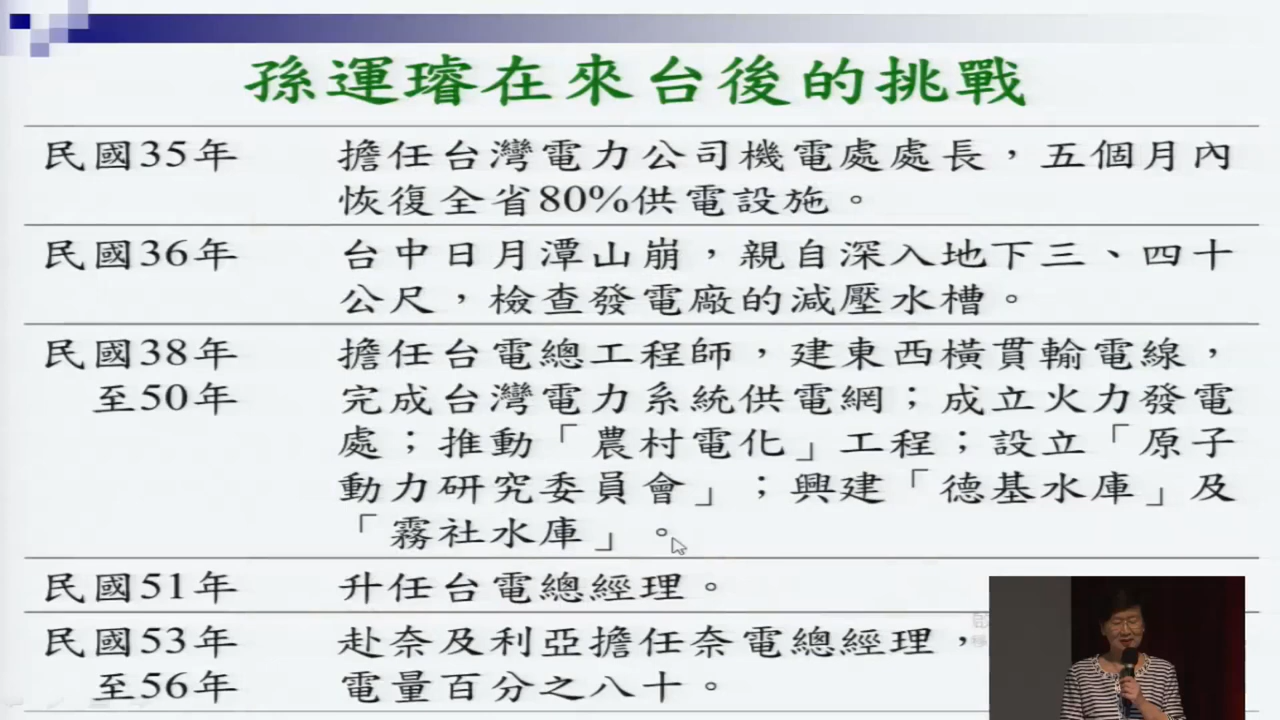 孫運璿在來台後的挑戰
民國35年 擔任台灣電力公司機電處處長，五個月內
恢復全省80%供電設施。
民國36年 台中日月潭山崩，親自深入地下三、四十
公尺，檢查發電廠的減壓水槽。
民國38年 擔任台電總工程師，建東西橫貫輸電線，
至50年 完成台灣電力系統供電網；成立火力發電
處；推動「農村電化」工程；設立「原子
動力研究委員會」；興建「德基水庫」及
「霧社水庫」。
民國51年 升任台電總經理。
民國53年 赴奈及利亞擔任奈電總經理，
至56年 電量百分之八十。